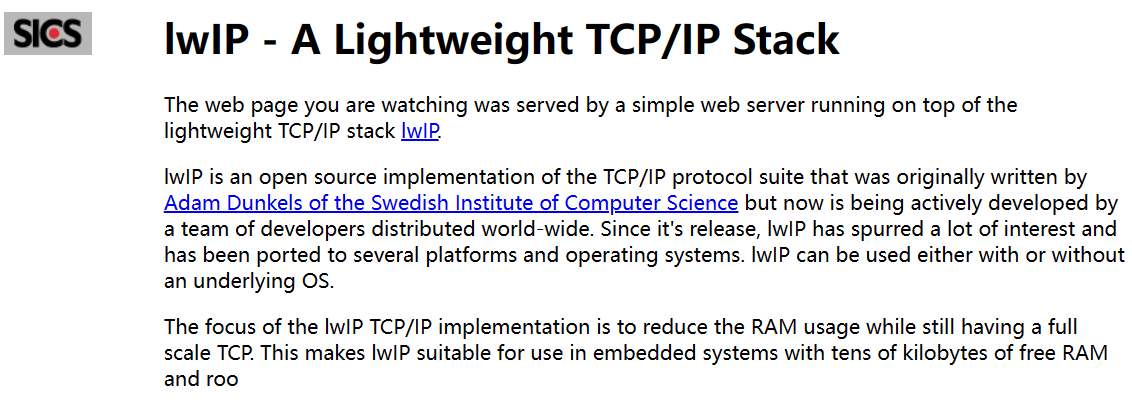 SICS
lwIP - A Lightweight TCP/IP Stack
The web page you are watching was served by a simple web server running on top of the
lightweight TCP/IP stack lwIP.
lwIP is an open source implementation of the TCP/IP protocol suite that was originally written by
Adam Dunkels of the Swedish Institute of Computer Science but now is being actively developed by
a team of developers distributed world-wide. Since it's release, lwIP has spurred a lot of interest and
has been ported to several platforms and operating systems. lwIP can be used either with or without
an underlying OS.
The focus of the lwIP TCP/IP implementation is to reduce the RAM usage while still having a full
scale TCP. This makes lwIP suitable for use in embedded systems with tens of kilobytes of free RAM
and roo